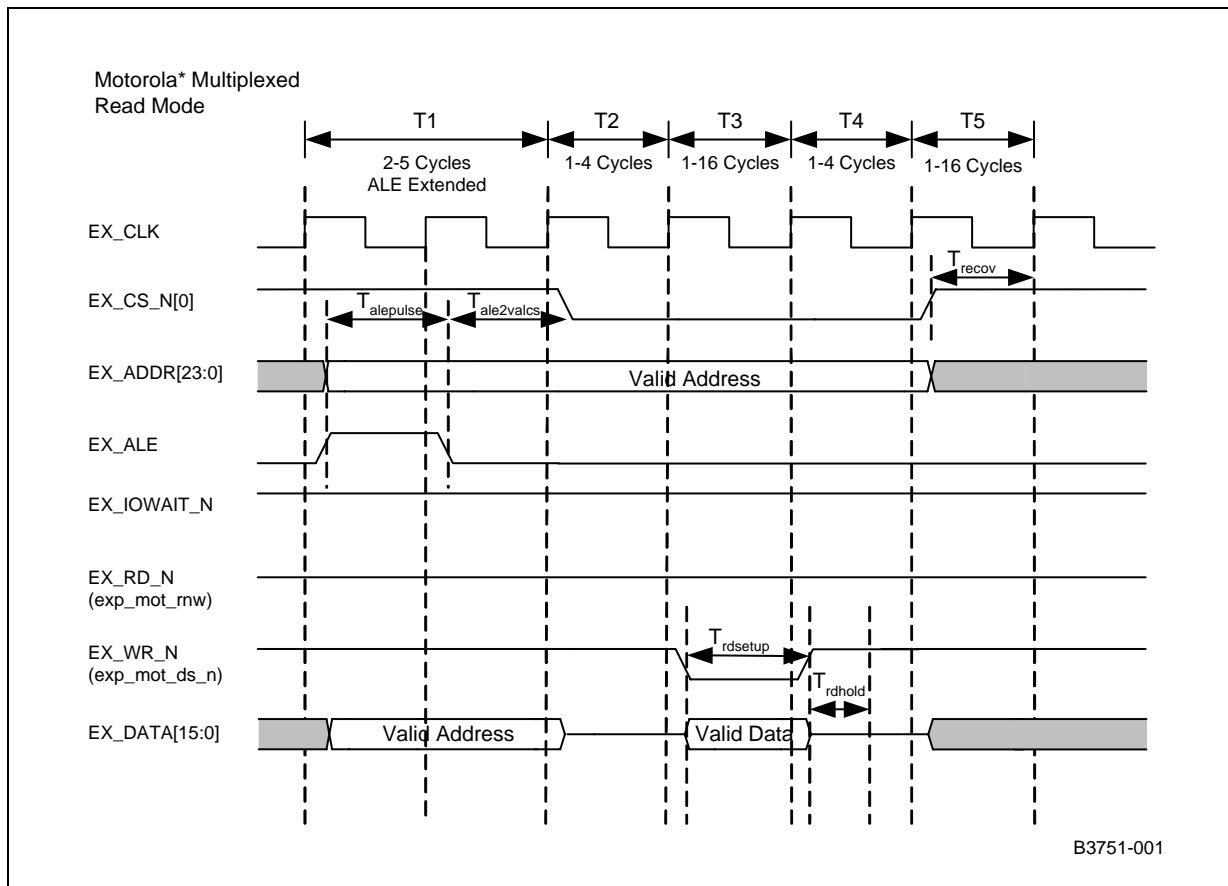 Motorola* Multiplexed
Read Mode
T1
T2
T3
T4
T5
2-5 Cycles
ALE Extended
1-4 Cycles
1-16 Cycles
1-4 Cycles
1-16 Cycles
EX_CLK
Trecov
EX_CS_N[0]
Talepulse
Tale2valcs
EX_ADDR[23:0]
Valid Address
EX_ALE
EX_IOWAIT_N
EX_RD_N
(exp_mot_rnw)
EX_WR_N
(exp_mot_ds_n)
Trdsetup
Trdhold
EX_DATA[15:0]
Valid Address
Valid Data
B3751-001